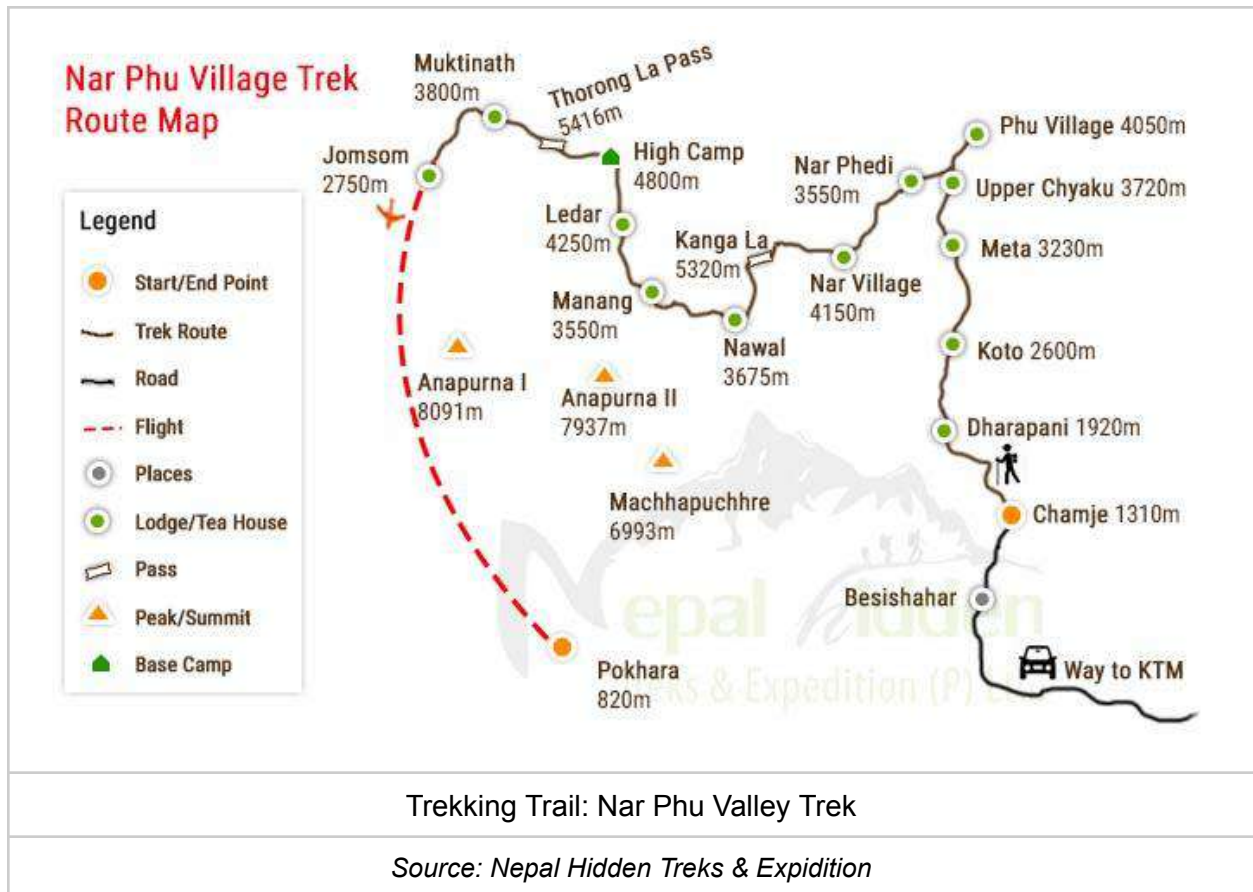 Nar Phu Village Trek
Route Map
Muktinath
3800m
Thorong La Pass
5416m
Jomsom
2750m
High Camp
4800m
Phu Village 4050m
Nar Phedi
3550m
Upper Chyaku 3720m
Legend
Start/End Point
Trek Route
Road
Flight
Places
Lodge/Tea House
Pass
Peak/Summit
Base Camp
Ledar
4250m
Kanga La
5320m
Meta 3230m
Nar Village
4150m
Manang
3550m
Nawal
3675m
Koto 2600m
Anapurna I
8091m
Anapurna II
7937m
Dharapani 1920m
Machhapuchhre
6993m
Chamje 1310m
Besishahar
Nepal Hidden
Pokhara
820m
Way to KTM
ks & Expedition (P) L
Trekking Trail: Nar Phu Valley Trek
Source: Nepal Hidden Treks & Expidition